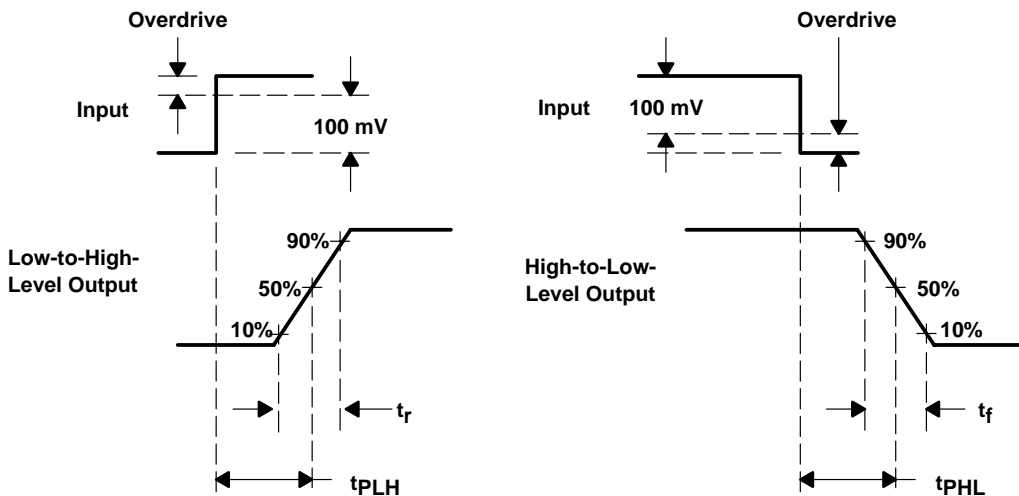 Overdrive
Input
100 mV
Low-to-High-
Level Output
90%
50%
10%
tr
tPLH
Overdrive
Input
100 mV
High-to-Low-
Level Output
90%
50%
10%
tf
tPHL